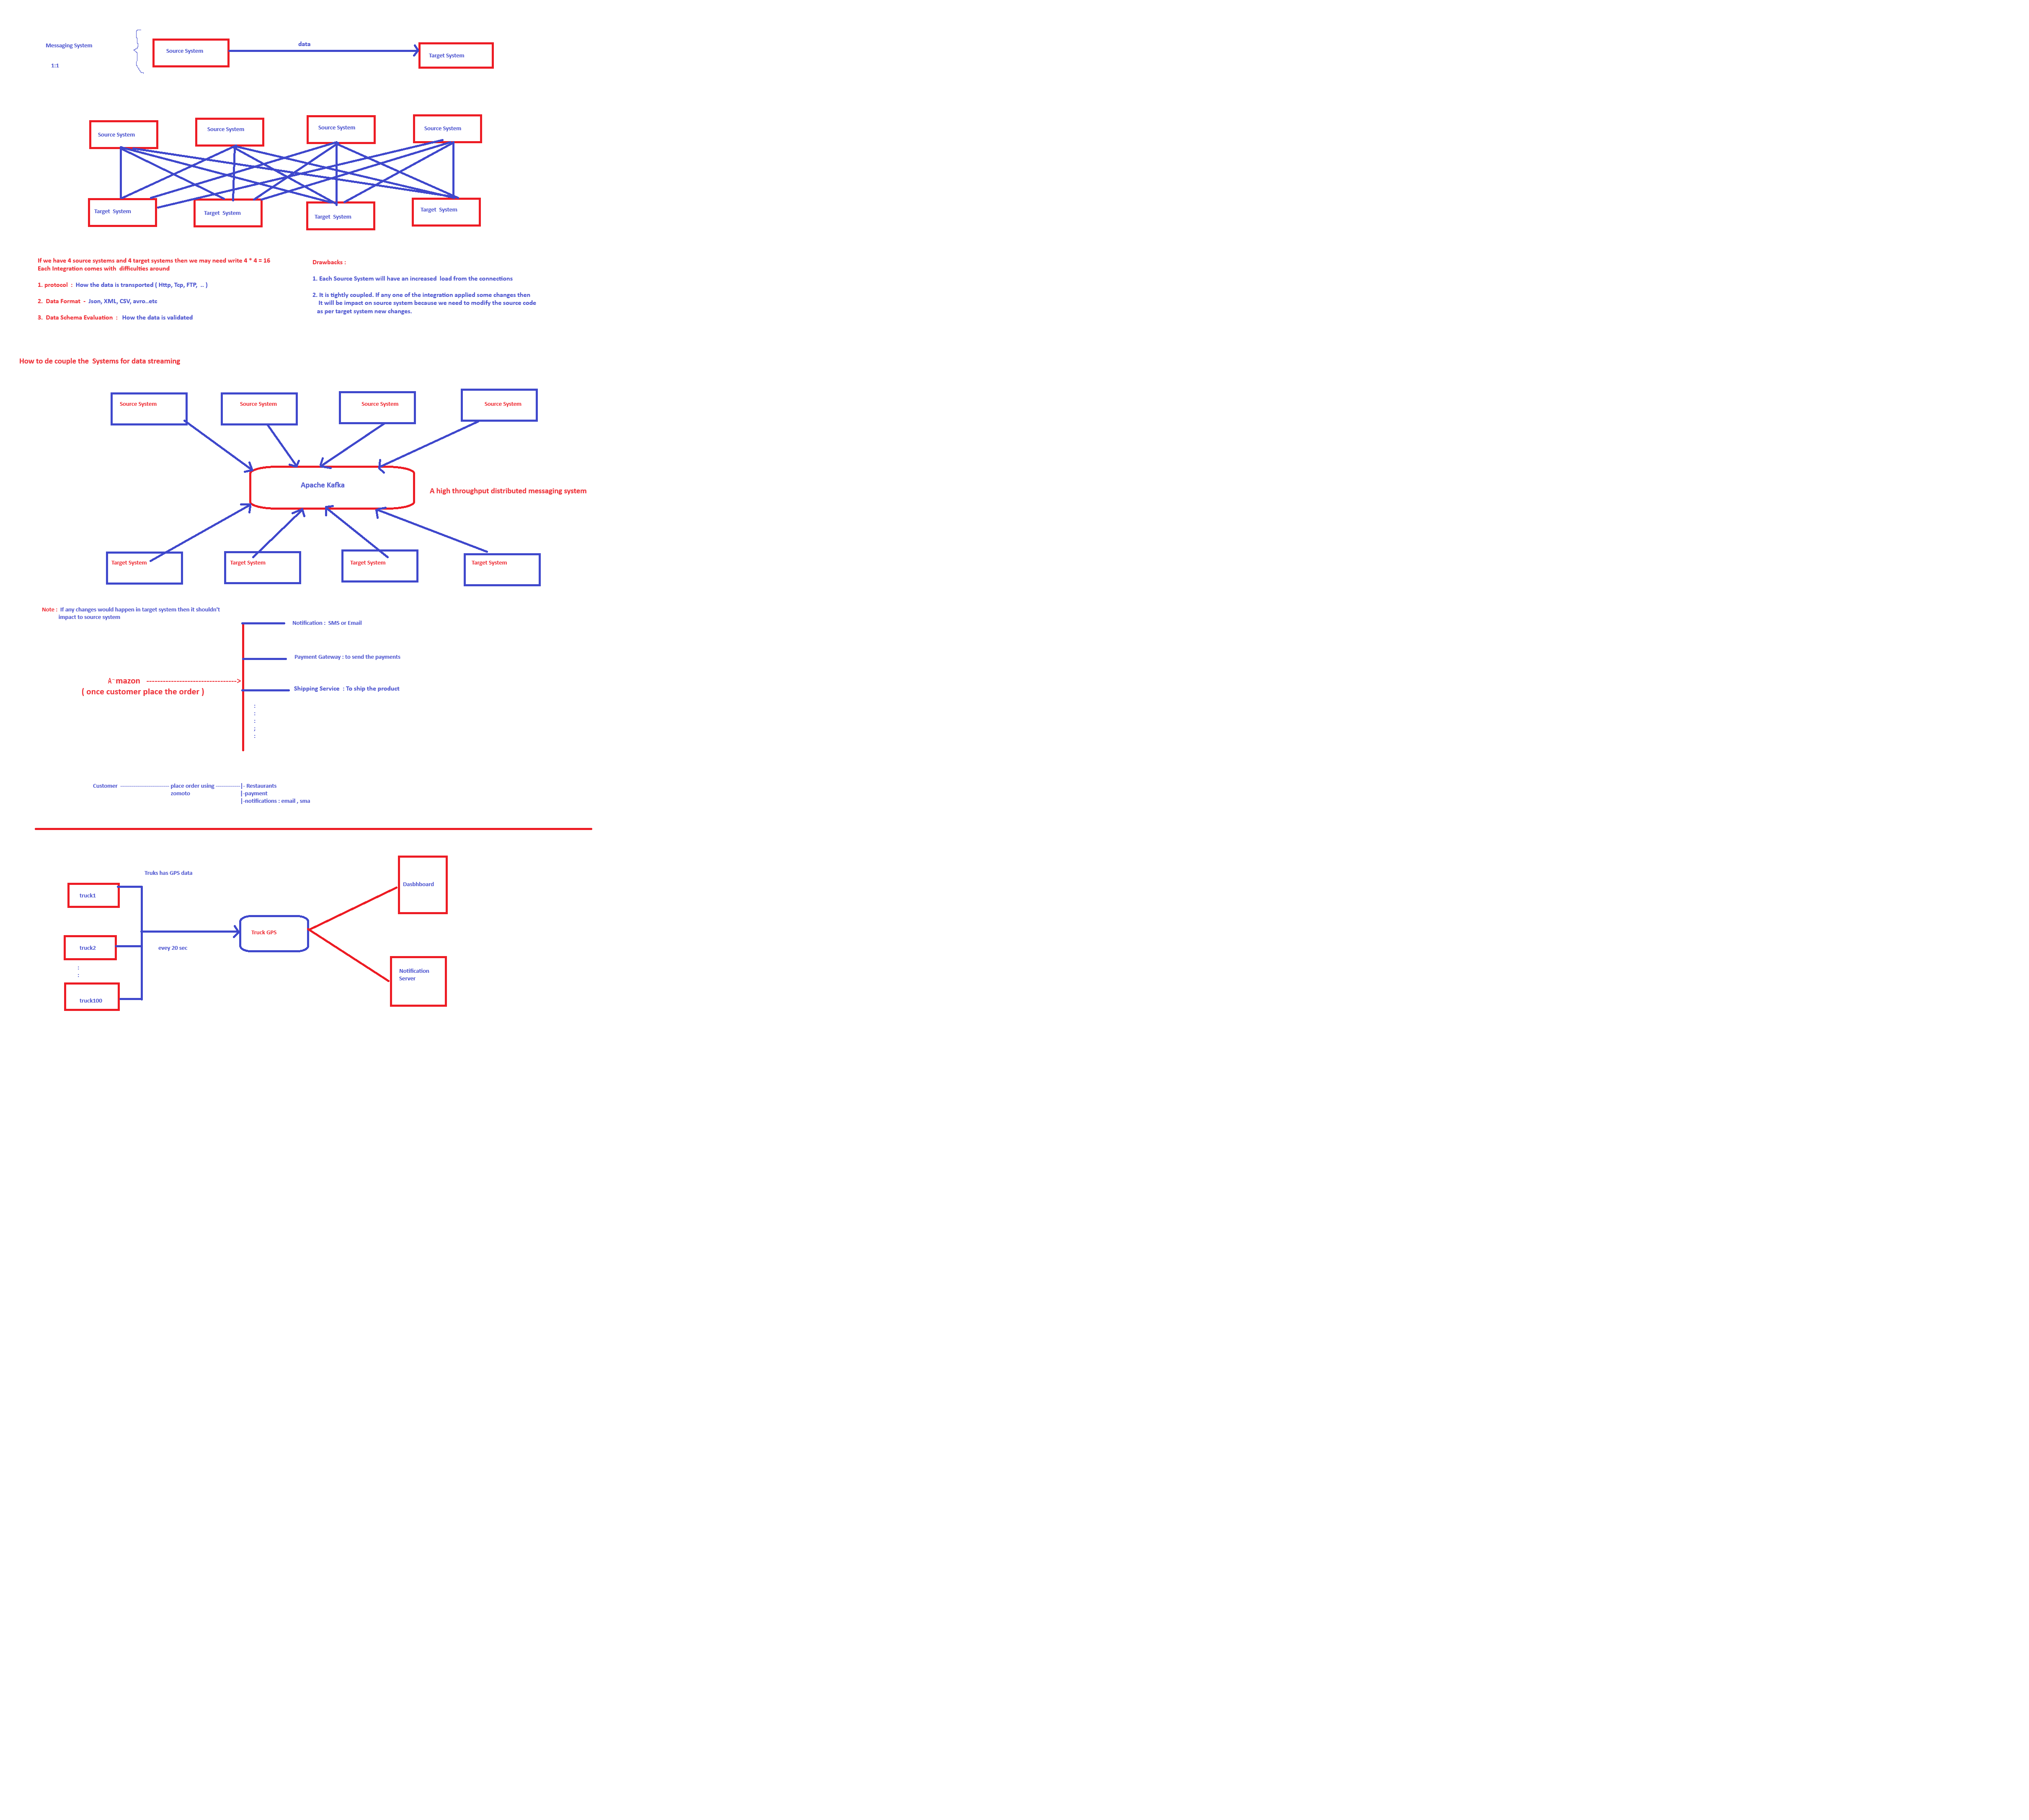 Messaging System
1:1
Source System
data
Target System
Source System
Source System
Source System
Source System
Target  System
Target  System
Target  System
Target  System
If we have 4 source systems and 4 target systems then we may need write 4 * 4 = 16
Each Integration comes with  difficulties around
1. protocol  :  How the data is transported ( Http, Tcp, FTP,  .. )
2.  Data Format  –  Json, XML, CSV, avro..etc
3.  Data Schema Evaluation  :   How the data is validated
Drawbacks :
1. Each Source System will have an increased  load from the connections
2. It is tightly coupled. If any one of the integration applied some changes then
It will be impact on source system because we need to modify the source code
as per target system new changes.
How to de couple the  Systems for data streaming
Source System
Source System
Source System
Source System
Apache Kafka
A high throughput distributed messaging system
Target System
Target System
Target System
Target System
Note :  If any changes would happen in target system then it shouldn't
impact to source system
Notification :  SMS or Email
Payment Gateway : to send the payments
A¨mazon   ---------------------------------->
( once customer place the order )
Shipping Service  : To ship the product
:
:
:
:
:
Customer  ------------------------- place order using ------------|- Restaurants
zomoto
|-payment
|-notifications : email , sma
Truks has GPS data
truck1
truck2
:
:
truck100
every 20 sec
Truck GPS
Dasbhboard
Notification
Server